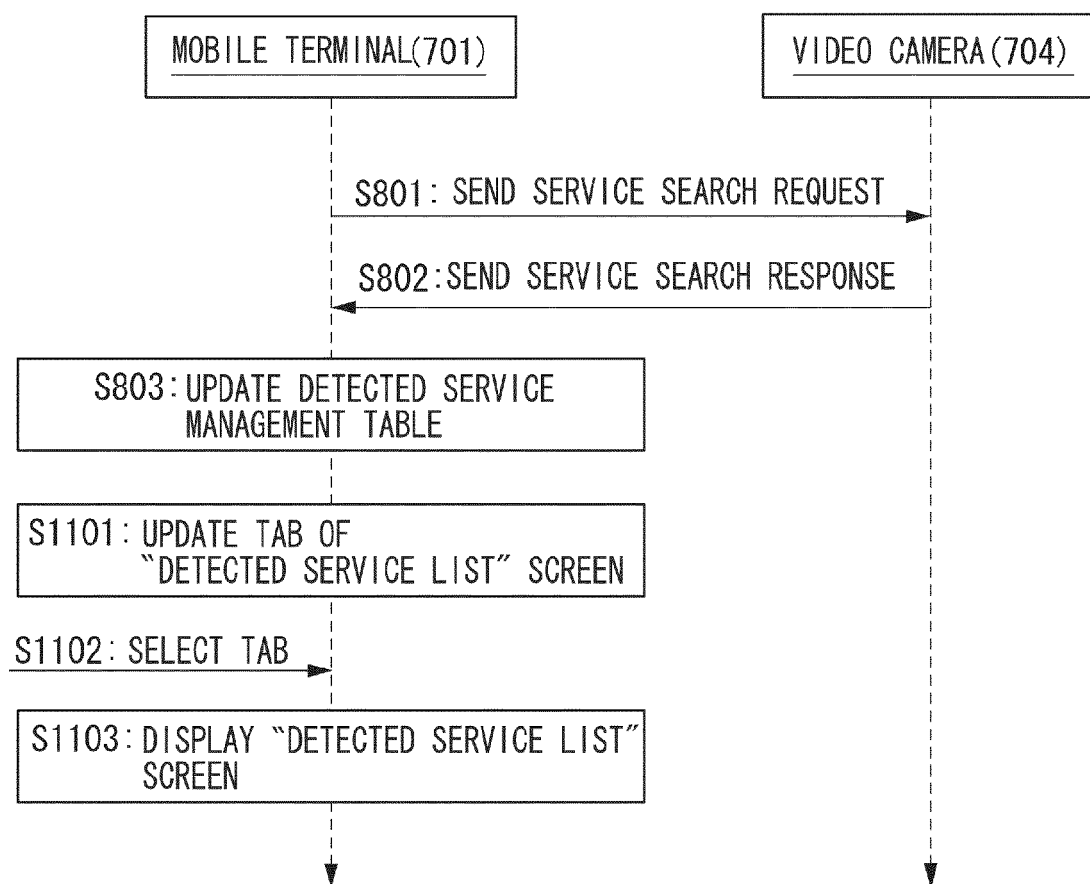 MOBILE TERMINAL(701)
VIDEO CAMERA(704)
S801: SEND SERVICE SEARCH REQUEST
S802:SEND SERVICE SEARCH RESPONSE
S803:UPDATE DETECTED SERVICE
MANAGEMENT TABLE
S1101: UPDATE TAB OF
“DETECTED SERVICE LIST” SCREEN
S1102: SELECT TAB
S1103:DISPLAY “DETECTED SERVICE LIST”
SCREEN